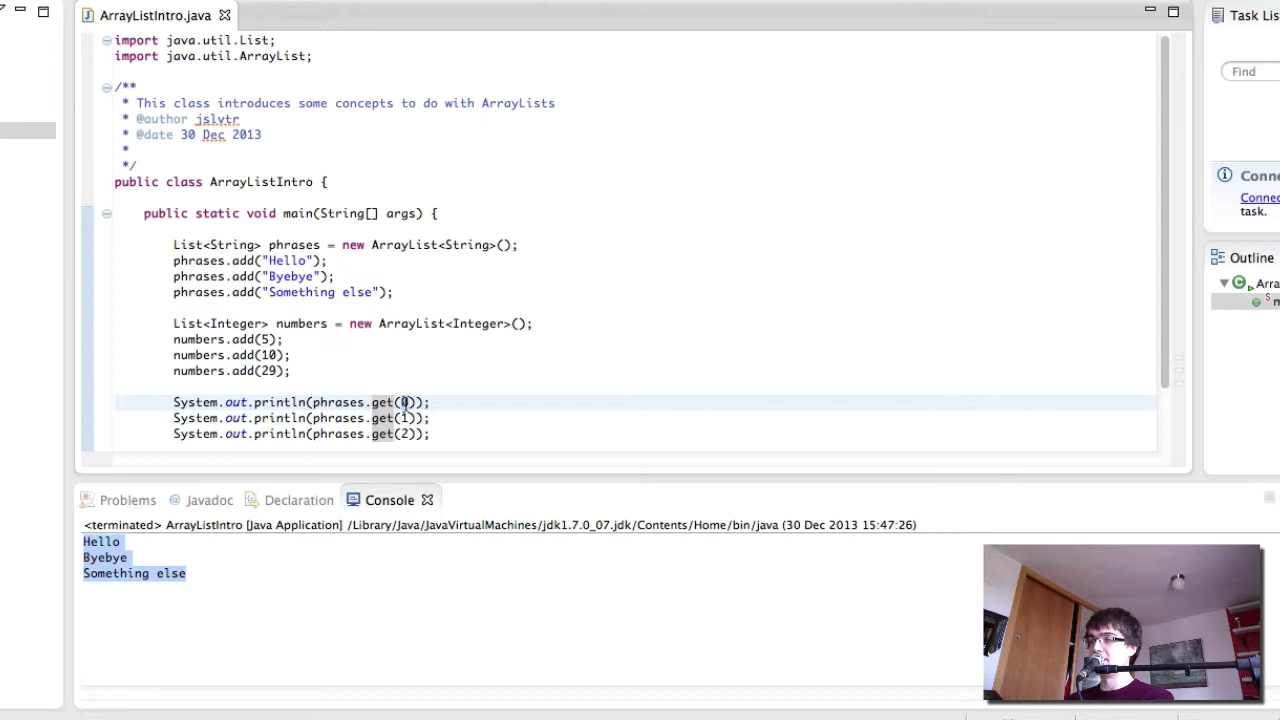 ArrayListIntro.java
import java.util.List;
import java.util.ArrayList;
/**
* This class introduces some concepts to do with ArrayLists
* @author jslvtr
* @date 30 Dec 2013
*
*/
public class ArrayListIntro {
public static void main(String[] args) {
List<String> phrases = new ArrayList<String>();
phrases.add("Hello");
phrases.add("Byebye");
phrases.add("Something else");
List<Integer> numbers = new ArrayList<Integer>();
numbers.add(5);
numbers.add(10);
numbers.add(29);
System.out.println(phrases.get(0));
System.out.println(phrases.get(1));
System.out.println(phrases.get(2));
Task Lis
Find
Conne
Connec
task.
Outline
Arra
m
Problems
@ Javadoc
Declaration
Console
<terminated> ArrayListIntro [Java Application] /Library/Java/JavaVirtualMachines/jdk1.7.0_07.jdk/Contents/Home/bin/java (30 Dec 2013 15:47:26)
Hello
Byebye
Something else